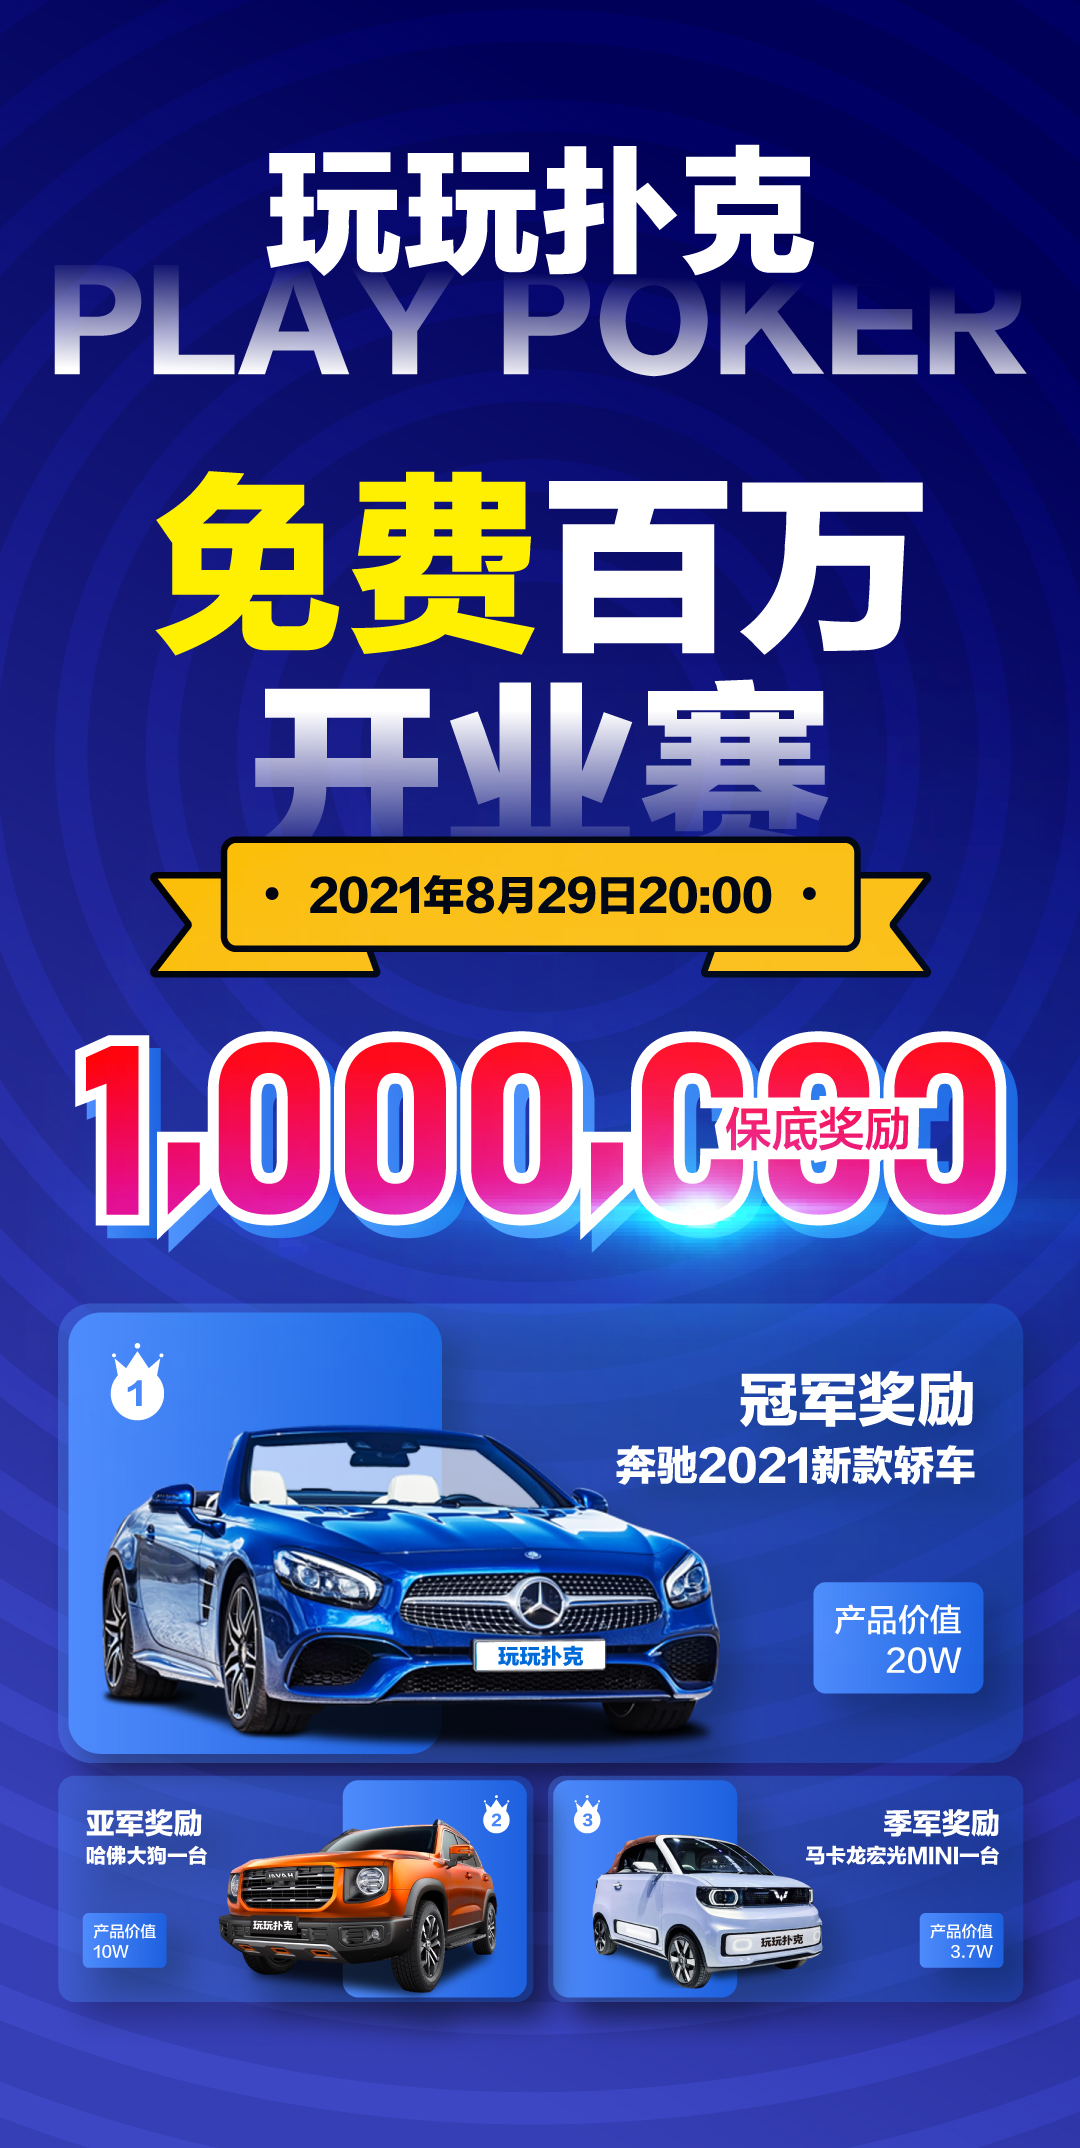 玩玩扑克
PLAY POKER
免费百万
开业赛
· 2021年8月29日20:00 ·
1,000,000
保底奖励
1
冠军奖励
奔驰2021新款轿车
产品价值
20W
玩玩扑克
亚军奖励
哈佛大狗一台
产品价值
10W
2
玩玩扑克
3
季军奖励
马卡龙宏光MINI一台
产品价值
3.7W
玩玩扑克